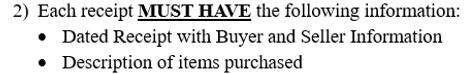 2) Each receipt MUST HAVE the following information:
• Dated Receipt with Buyer and Seller Information
• Description of items purchased